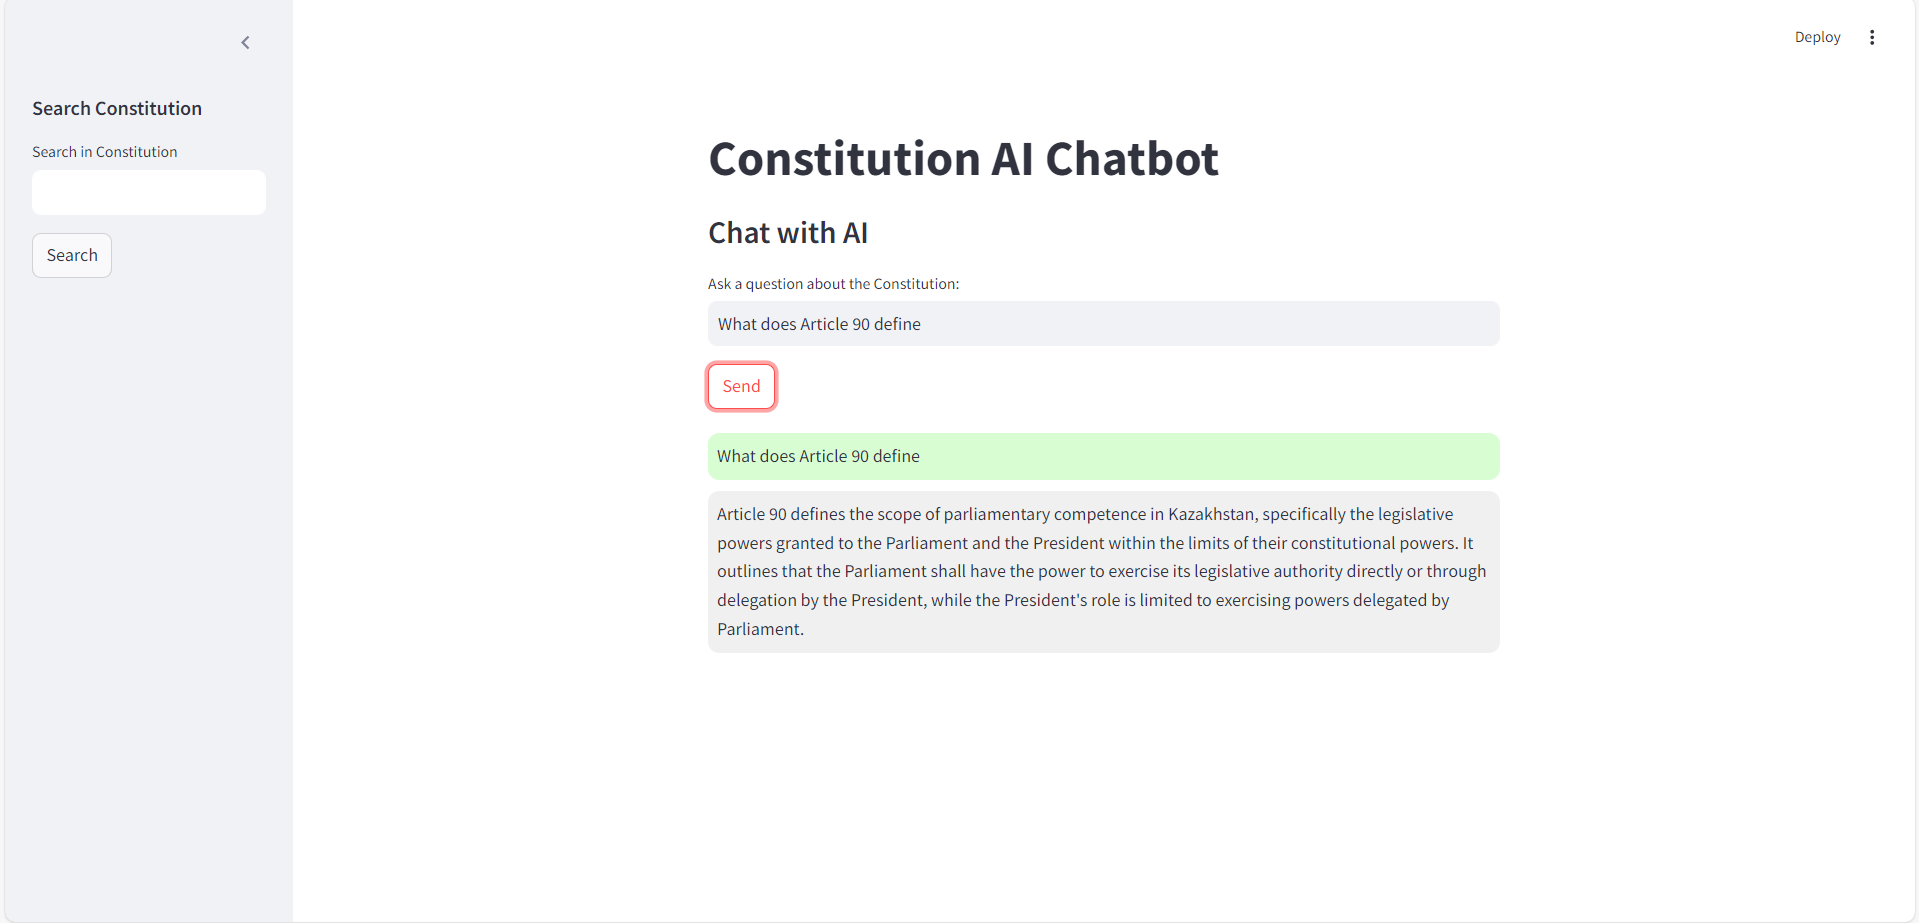 Deploy
Search Constitution
Search in Constitution
Search
Constitution AI Chatbot
Chat with AI
Ask a question about the Constitution:
What does Article 90 define
Send
What does Article 90 define
Article 90 defines the scope of parliamentary competence in Kazakhstan, specifically the legislative
powers granted to the Parliament and the President within the limits of their constitutional powers. It
outlines that the Parliament shall have the power to exercise its legislative authority directly or through
delegation by the President, while the President's role is limited to exercising powers delegated by
Parliament.